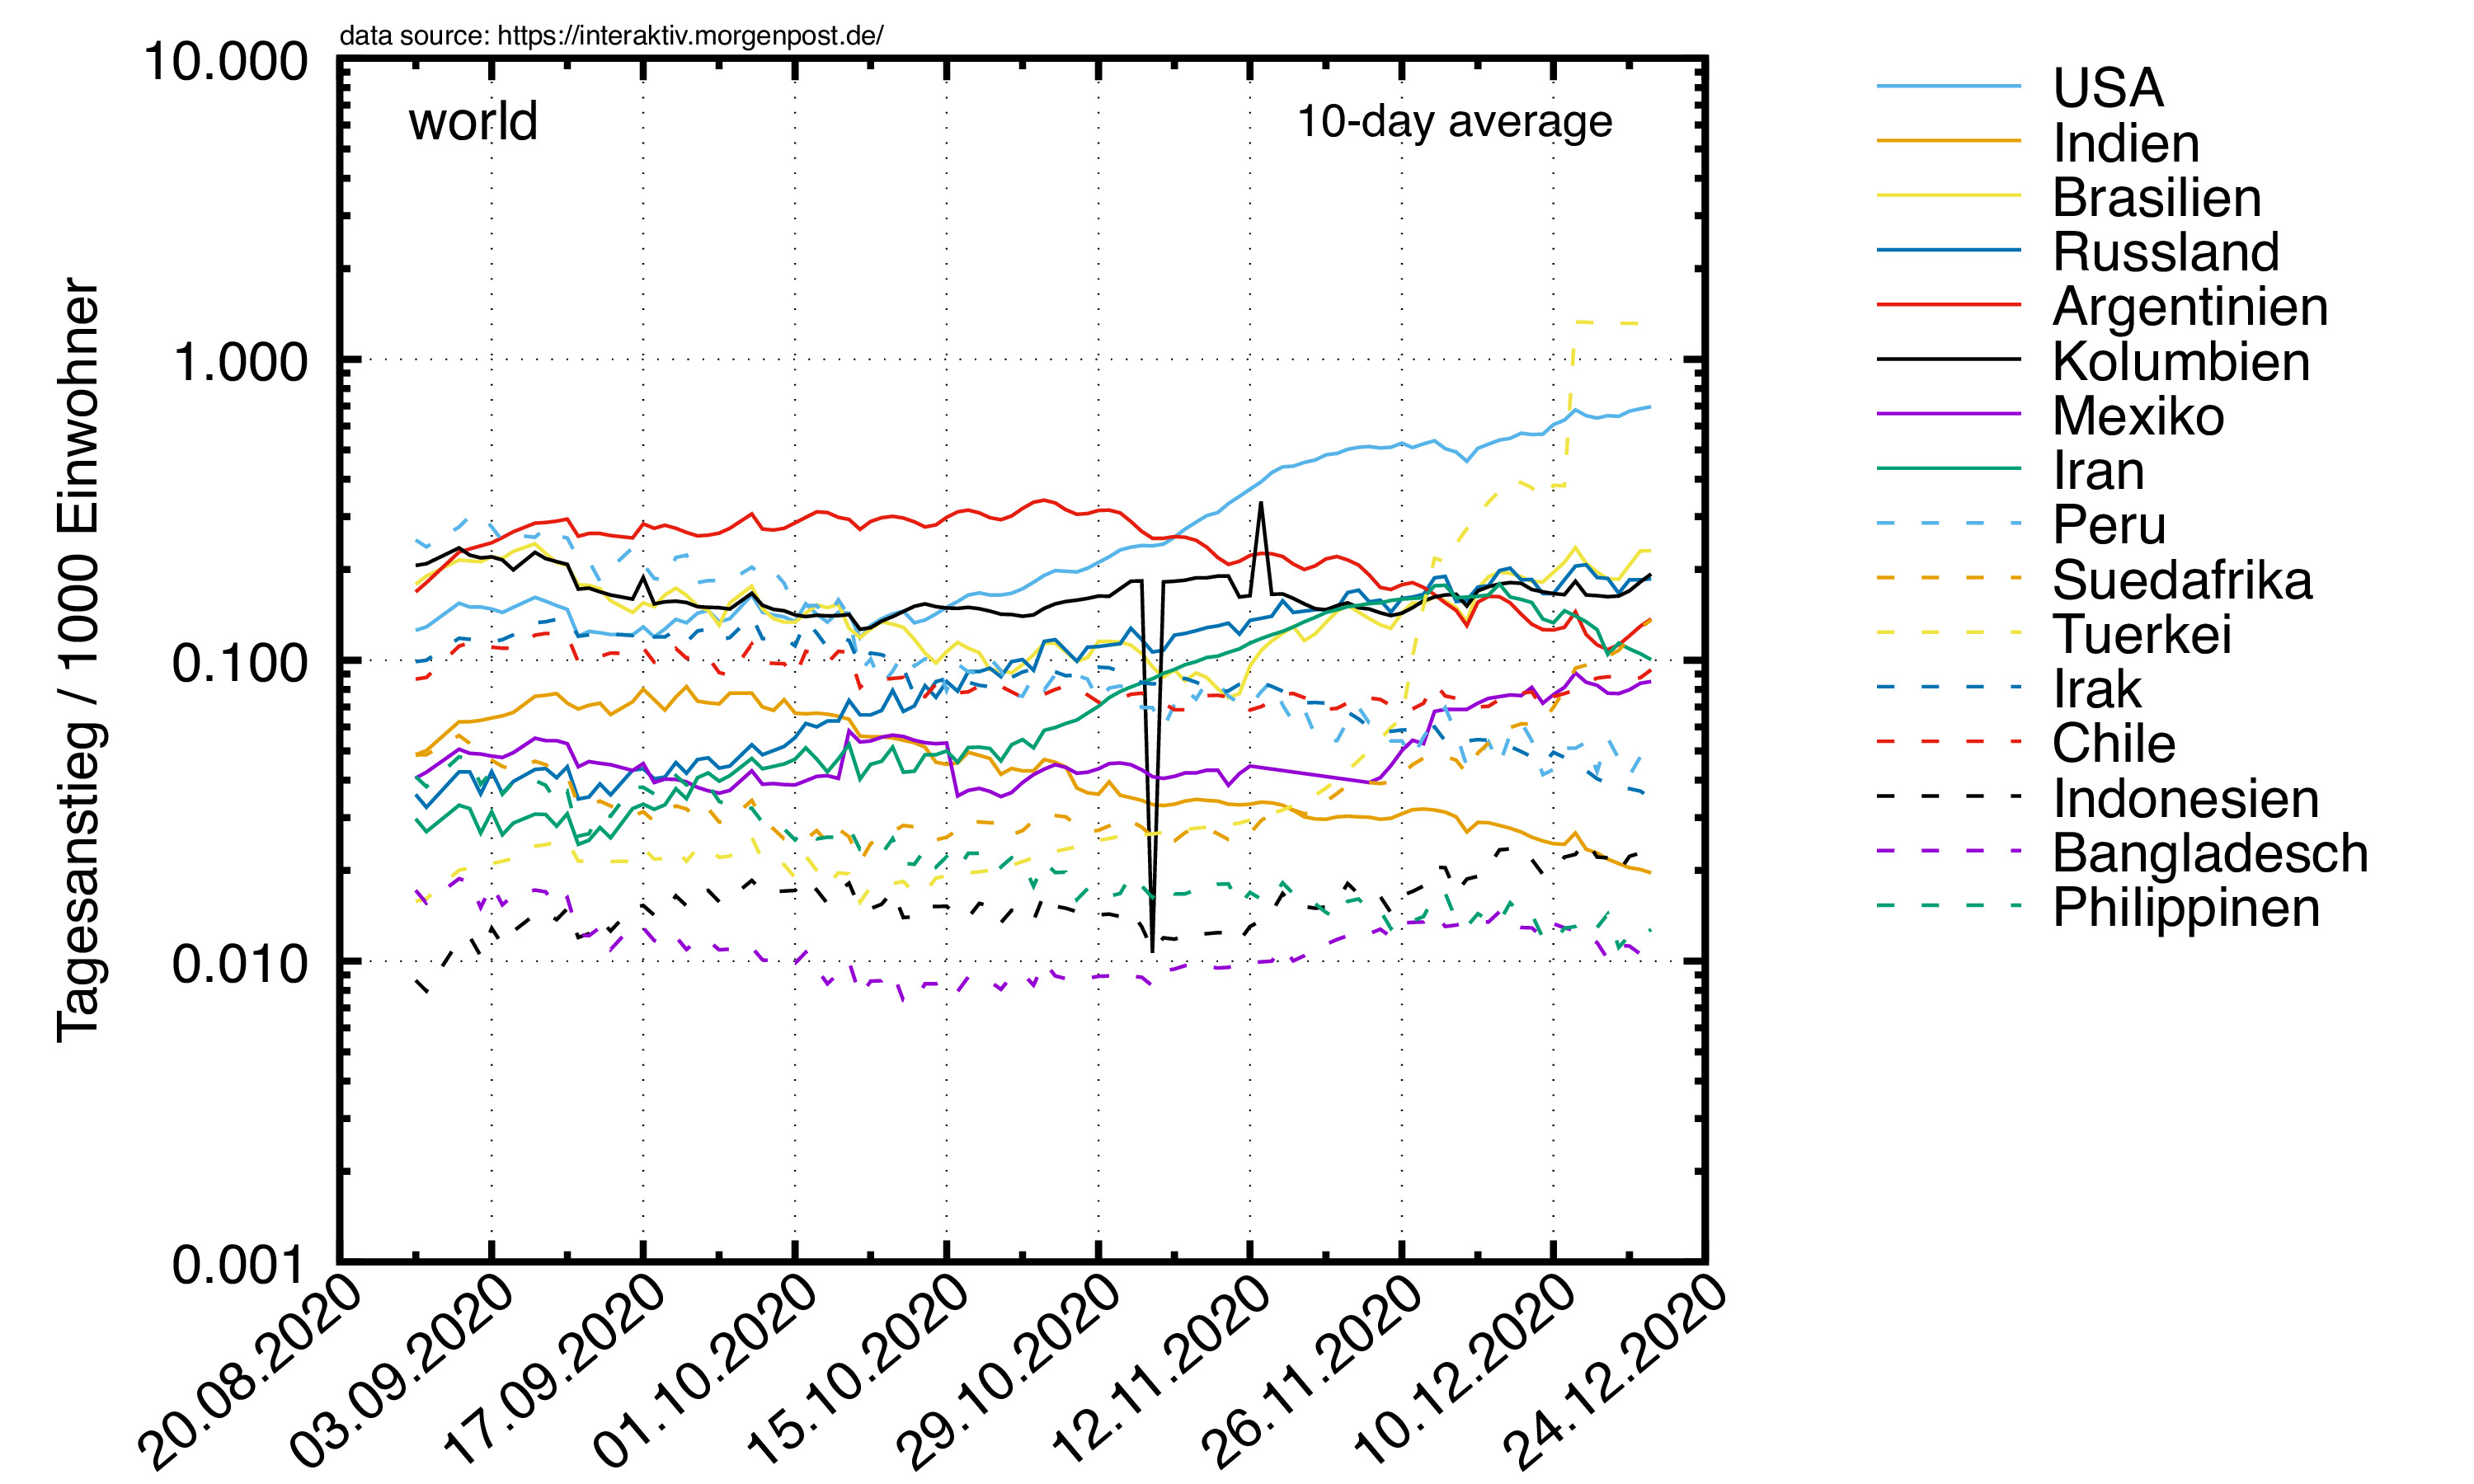 data source: https://interaktiv.morgenpost.de/
world
10-day average
Tagesanstieg / 1000 Einwohner
10.000
1.000
0.100
0.010
0.001
20.08.2020
03.09.2020
17.09.2020
01.10.2020
15.10.2020
29.10.2020
12.11.2020
26.11.2020
10.12.2020
24.12.2020
USA
Indien
Brasilien
Russland
Argentinien
Kolumbien
Mexiko
Iran
Peru
Suedafrika
Tuerkei
Irak
Chile
Indonesien
Bangladesch
Philippinen